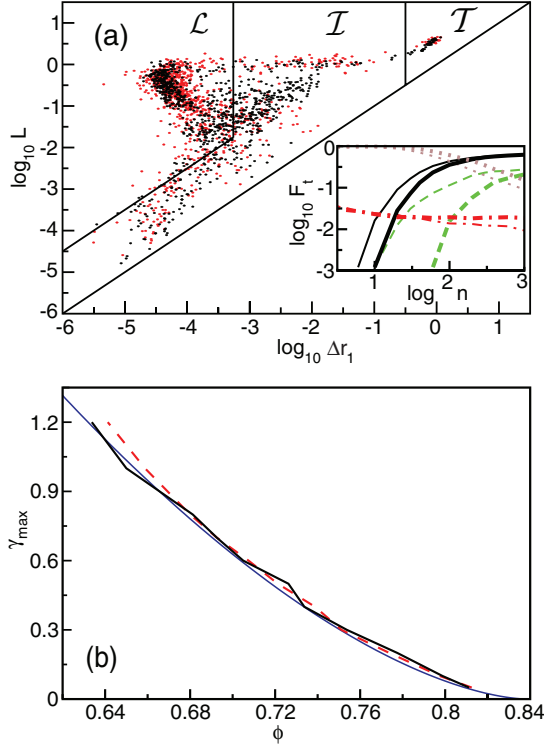 (a)
ℒ ℐ 𝒯
log₁₀ L
1 0 -1 -2 -3 -4 -5 -6
-6 -5 -4 -3 -2 -1 0 1
log₁₀ Δr₁
log₁₀ Fₜ
0 -1 -2 -3
1 2 3
log n
(b)
γmax
1.2 0.9 0.6 0.3 0
0.64 0.68 0.72 0.76 0.80 0.84
ϕ